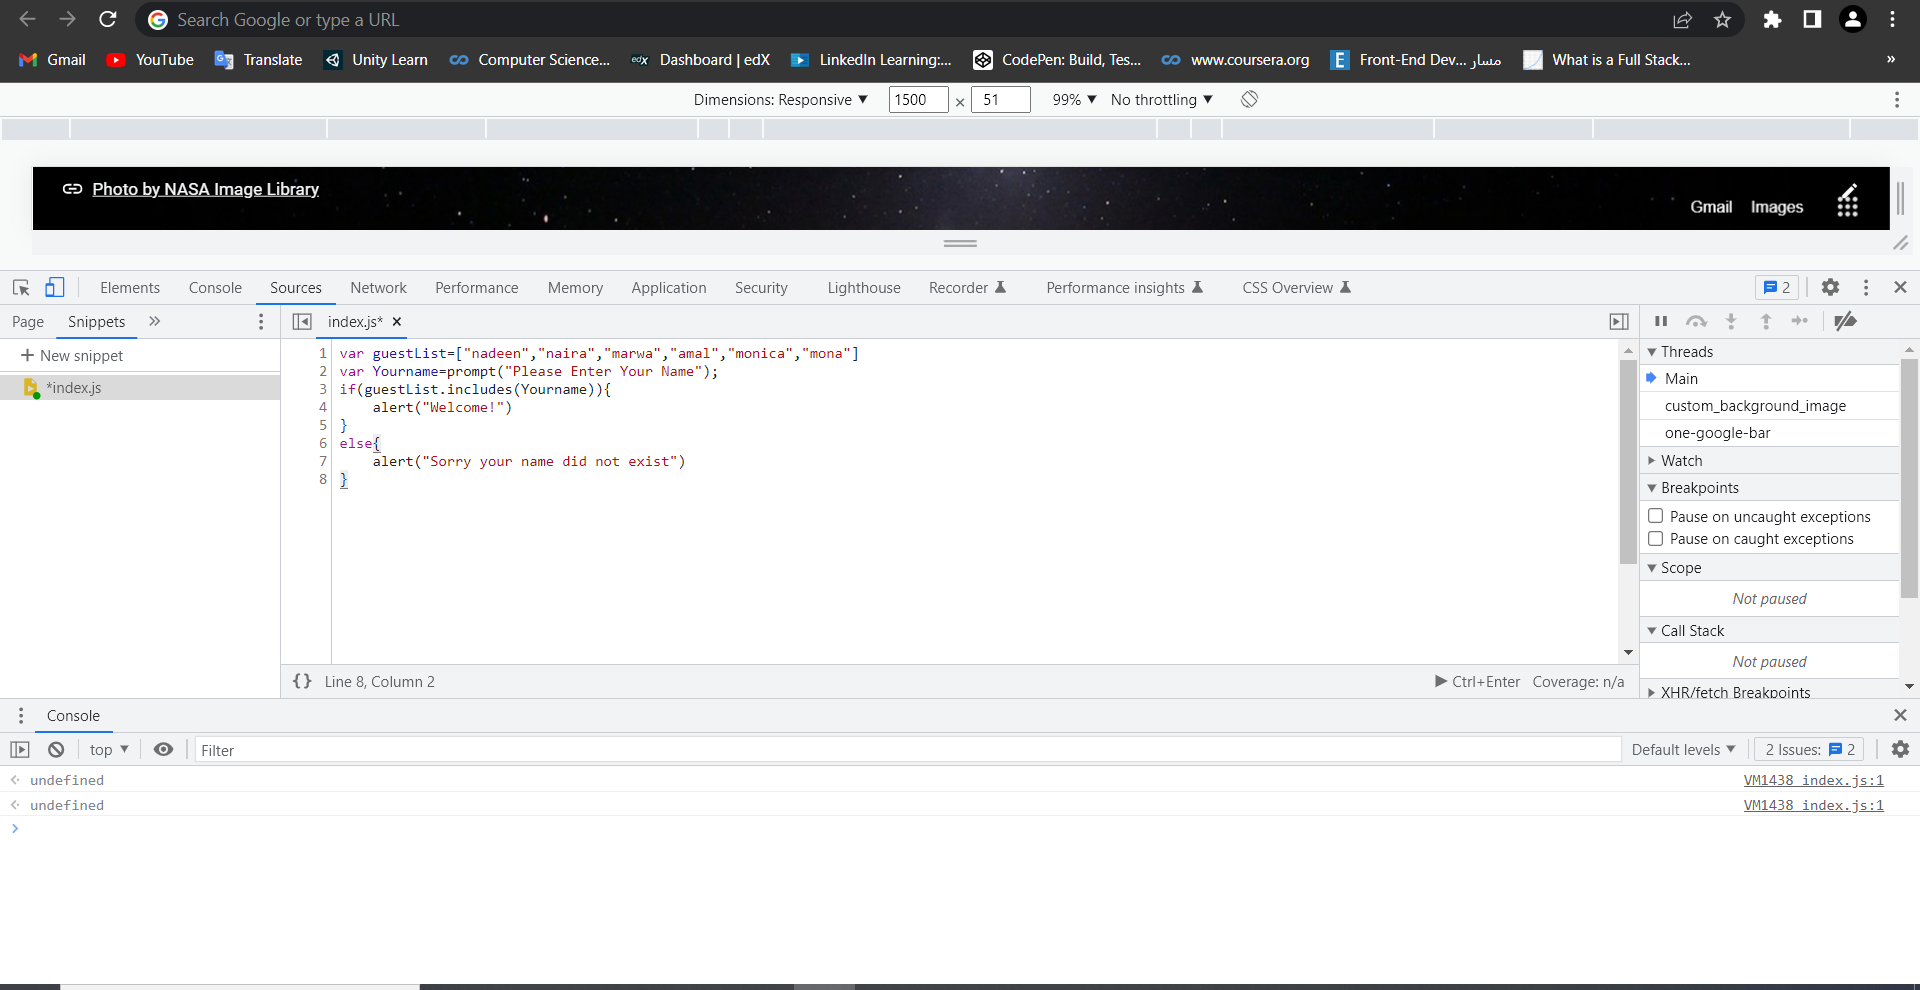 Search Google or type a URL
Gmail YouTube Translate Unity Learn Computer Science... edX Dashboard | edX LinkedIn Learning:... CodePen: Build, Tes... www.coursera.org E Front-End Dev... مسار What is a Full Stack... »
Dimensions: Responsive ▼ 1500 × 51 99% ▼ No throttling ▼
Photo by NASA Image Library
Gmail Images
Elements Console Sources Network Performance Memory Application Security Lighthouse Recorder Performance insights CSS Overview 2
Page Snippets » index.js* ×
+ New snippet
*index.js
1 var guestList=["nadeen","naira","marwa","amal","monica","mona"]
2 var Yourname=prompt("Please Enter Your Name");
3 if(guestList.includes(Yourname)){
4 alert("Welcome!")
5 }
6 else{
7 alert("Sorry your name did not exist")
8 }
{} Line 8, Column 2 ▶ Ctrl+Enter Coverage: n/a
Threads
Main
custom_background_image
one-google-bar
Watch
Breakpoints
Pause on uncaught exceptions
Pause on caught exceptions
Scope
Not paused
Call Stack
Not paused
XHR/fetch Breakpoints
Console
top ▼ Filter Default levels ▼ 2 Issues: 2
undefined VM1438 index.js:1
undefined VM1438 index.js:1